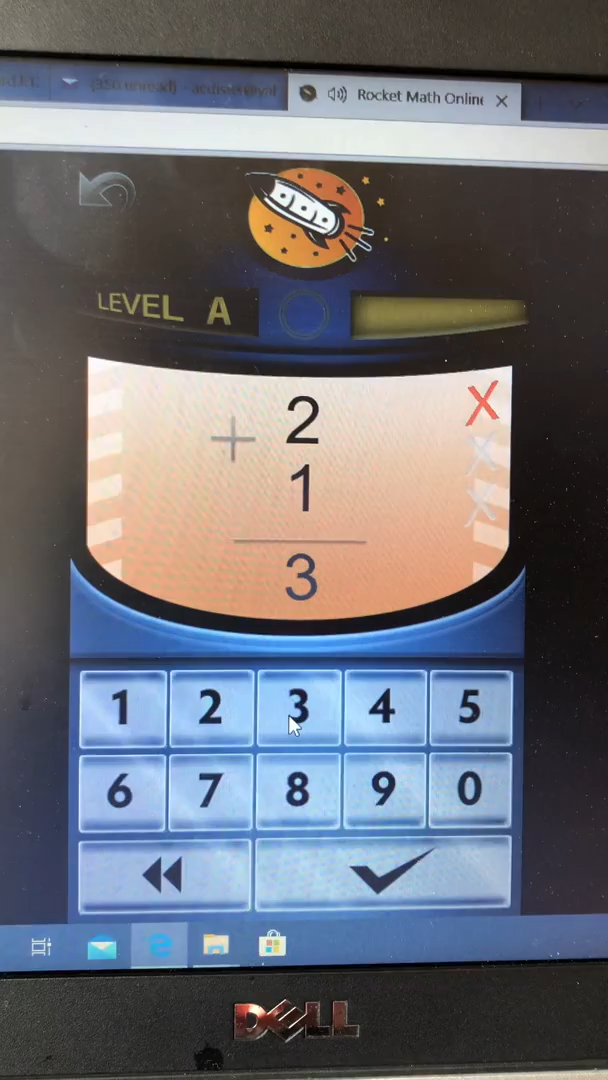 Rocket Math Online
LEVEL A
X
+ 2
X
1
X
3
1 2 3 4 5
6 7 8 9 0
DELL